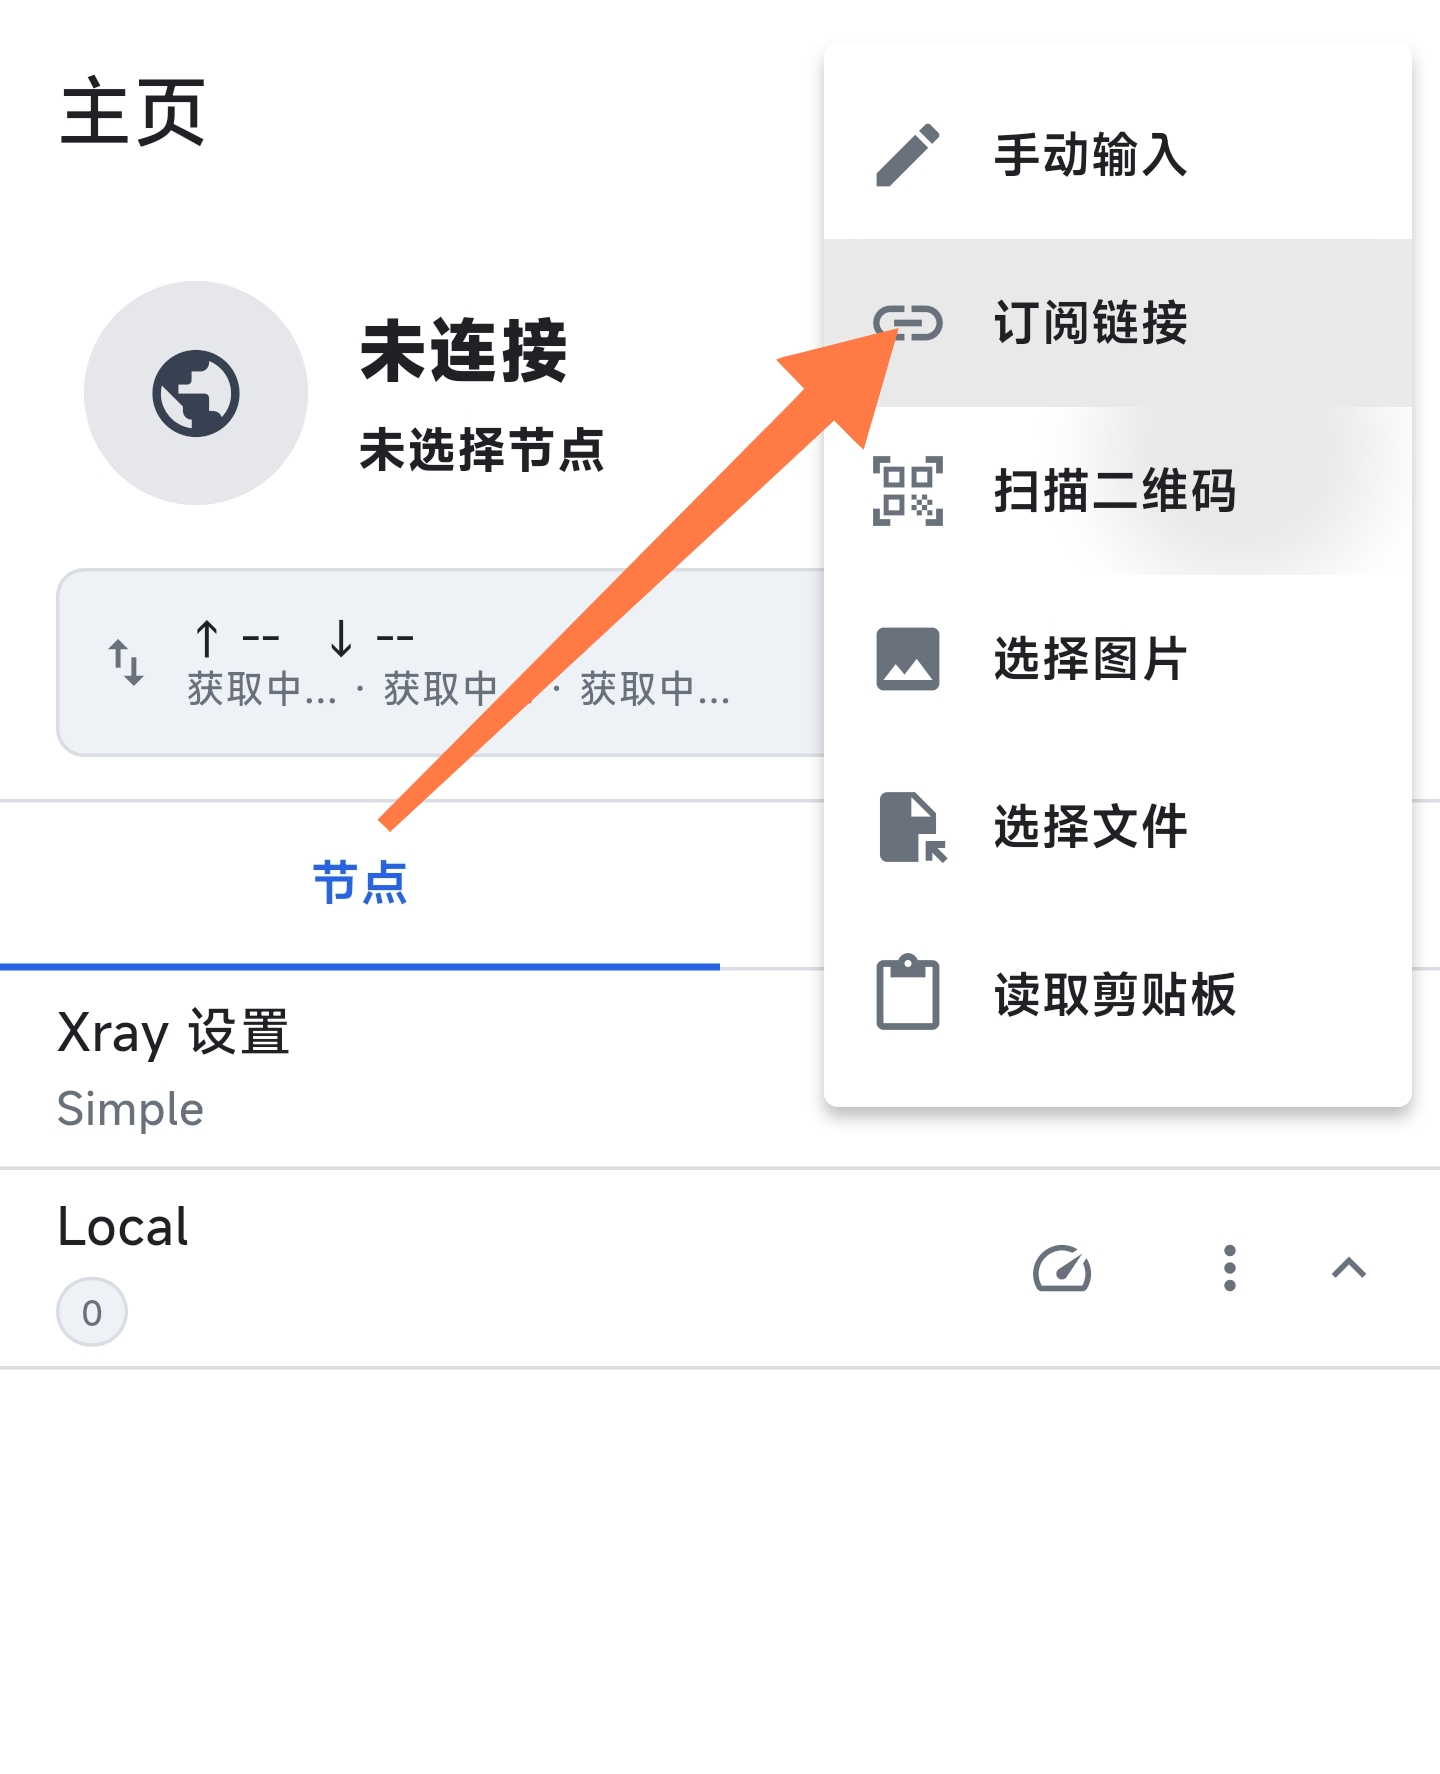 主页
手动输入
订阅链接
扫描二维码
选择图片
选择文件
读取剪贴板
未连接
未选择节点
↑ -- ↓ --
获取中... · 获取中 · 获取中...
节点
Xray 设置
Simple
Local
0